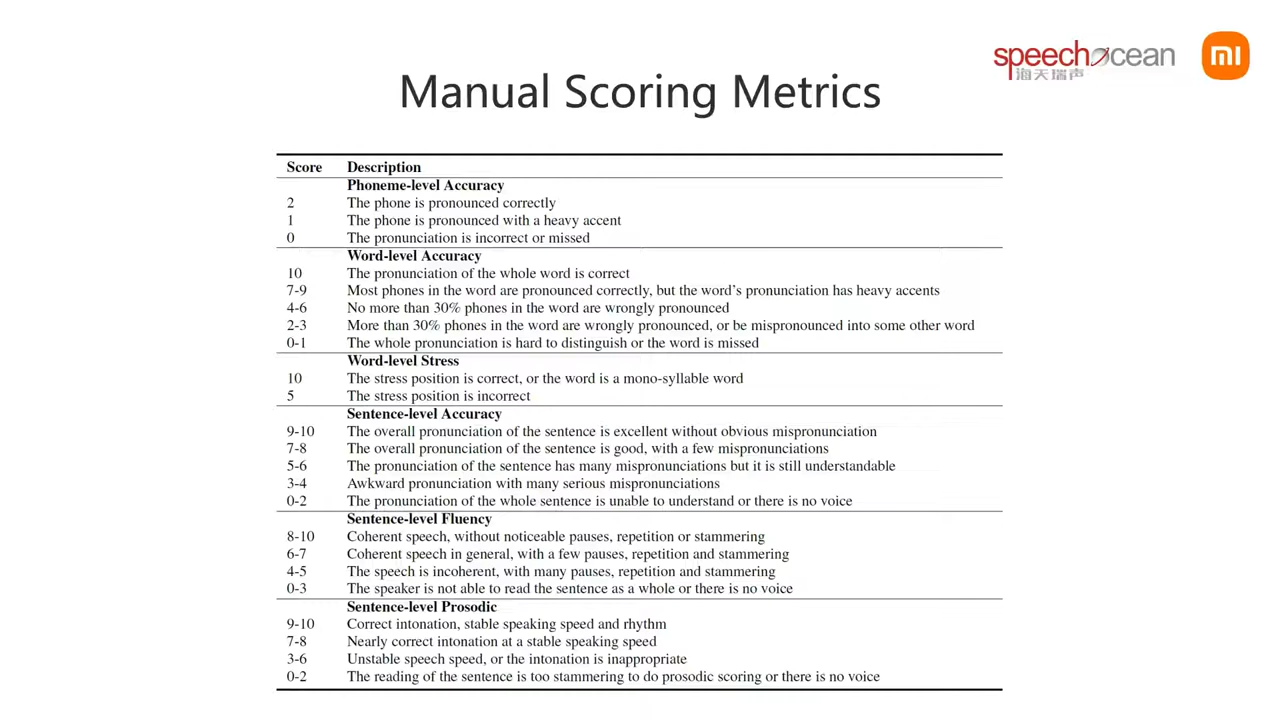 speechocean
海天瑞声
mi
Manual Scoring Metrics
Score Description
Phoneme-level Accuracy
2 The phone is pronounced correctly
1 The phone is pronounced with a heavy accent
0 The pronunciation is incorrect or missed
Word-level Accuracy
10 The pronunciation of the whole word is correct
7-9 Most phones in the word are pronounced correctly, but the word's pronunciation has heavy accents
4-6 No more than 30% phones in the word are wrongly pronounced
2-3 More than 30% phones in the word are wrongly pronounced, or be mispronounced into some other word
0-1 The whole pronunciation is hard to distinguish or the word is missed
Word-level Stress
10 The stress position is correct, or the word is a mono-syllable word
5 The stress position is incorrect
Sentence-level Accuracy
9-10 The overall pronunciation of the sentence is excellent without obvious mispronunciation
7-8 The overall pronunciation of the sentence is good, with a few mispronunciations
5-6 The pronunciation of the sentence has many mispronunciations but it is still understandable
3-4 Awkward pronunciation with many serious mispronunciations
0-2 The pronunciation of the whole sentence is unable to understand or there is no voice
Sentence-level Fluency
8-10 Coherent speech, without noticeable pauses, repetition or stammering
6-7 Coherent speech in general, with a few pauses, repetition and stammering
4-5 The speech is incoherent, with many pauses, repetition and stammering
0-3 The speaker is not able to read the sentence as a whole or there is no voice
Sentence-level Prosodic
9-10 Correct intonation, stable speaking speed and rhythm
7-8 Nearly correct intonation at a stable speaking speed
3-6 Unstable speech speed, or the intonation is inappropriate
0-2 The reading of the sentence is too stammering to do prosodic scoring or there is no voice